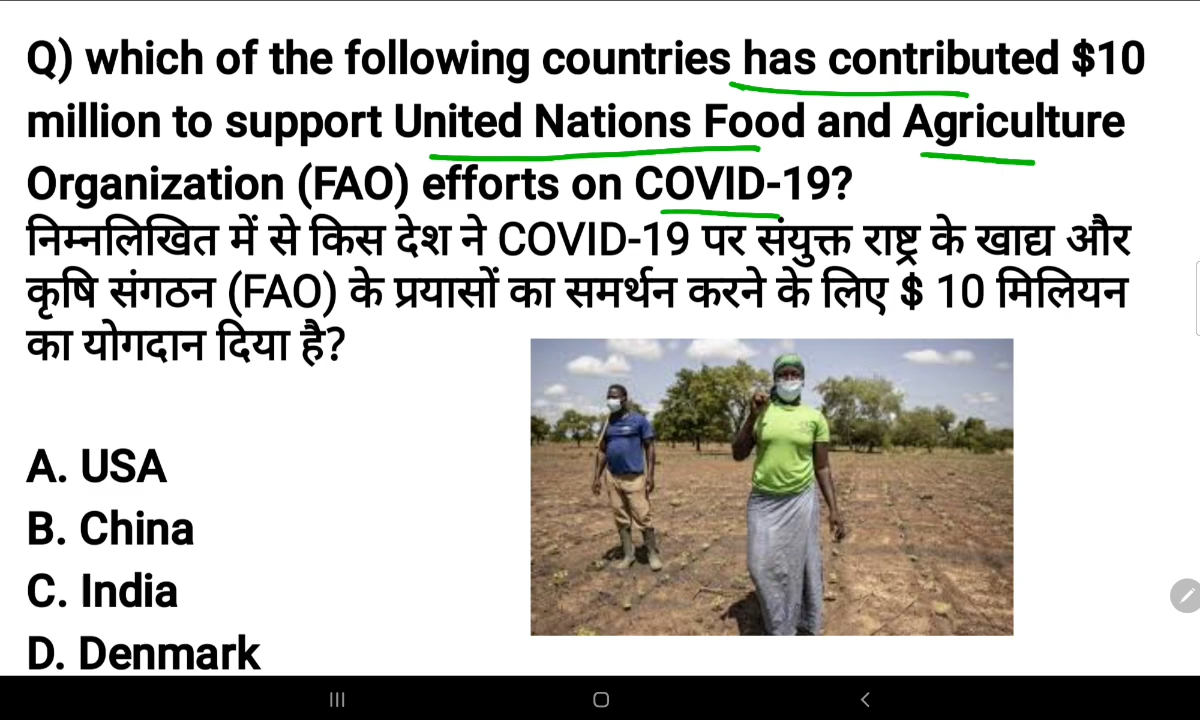 Q) which of the following countries has contributed $10
million to support United Nations Food and Agriculture
Organization (FAO) efforts on COVID-19?
निम्नलिखित में से किस देश ने COVID-19 पर संयुक्त राष्ट्र के खाद्य और
कृषि संगठन (FAO) के प्रयासों का समर्थन करने के लिए $ 10 मिलियन
का योगदान दिया है?
A. USA
B. China
C. India
D. Denmark